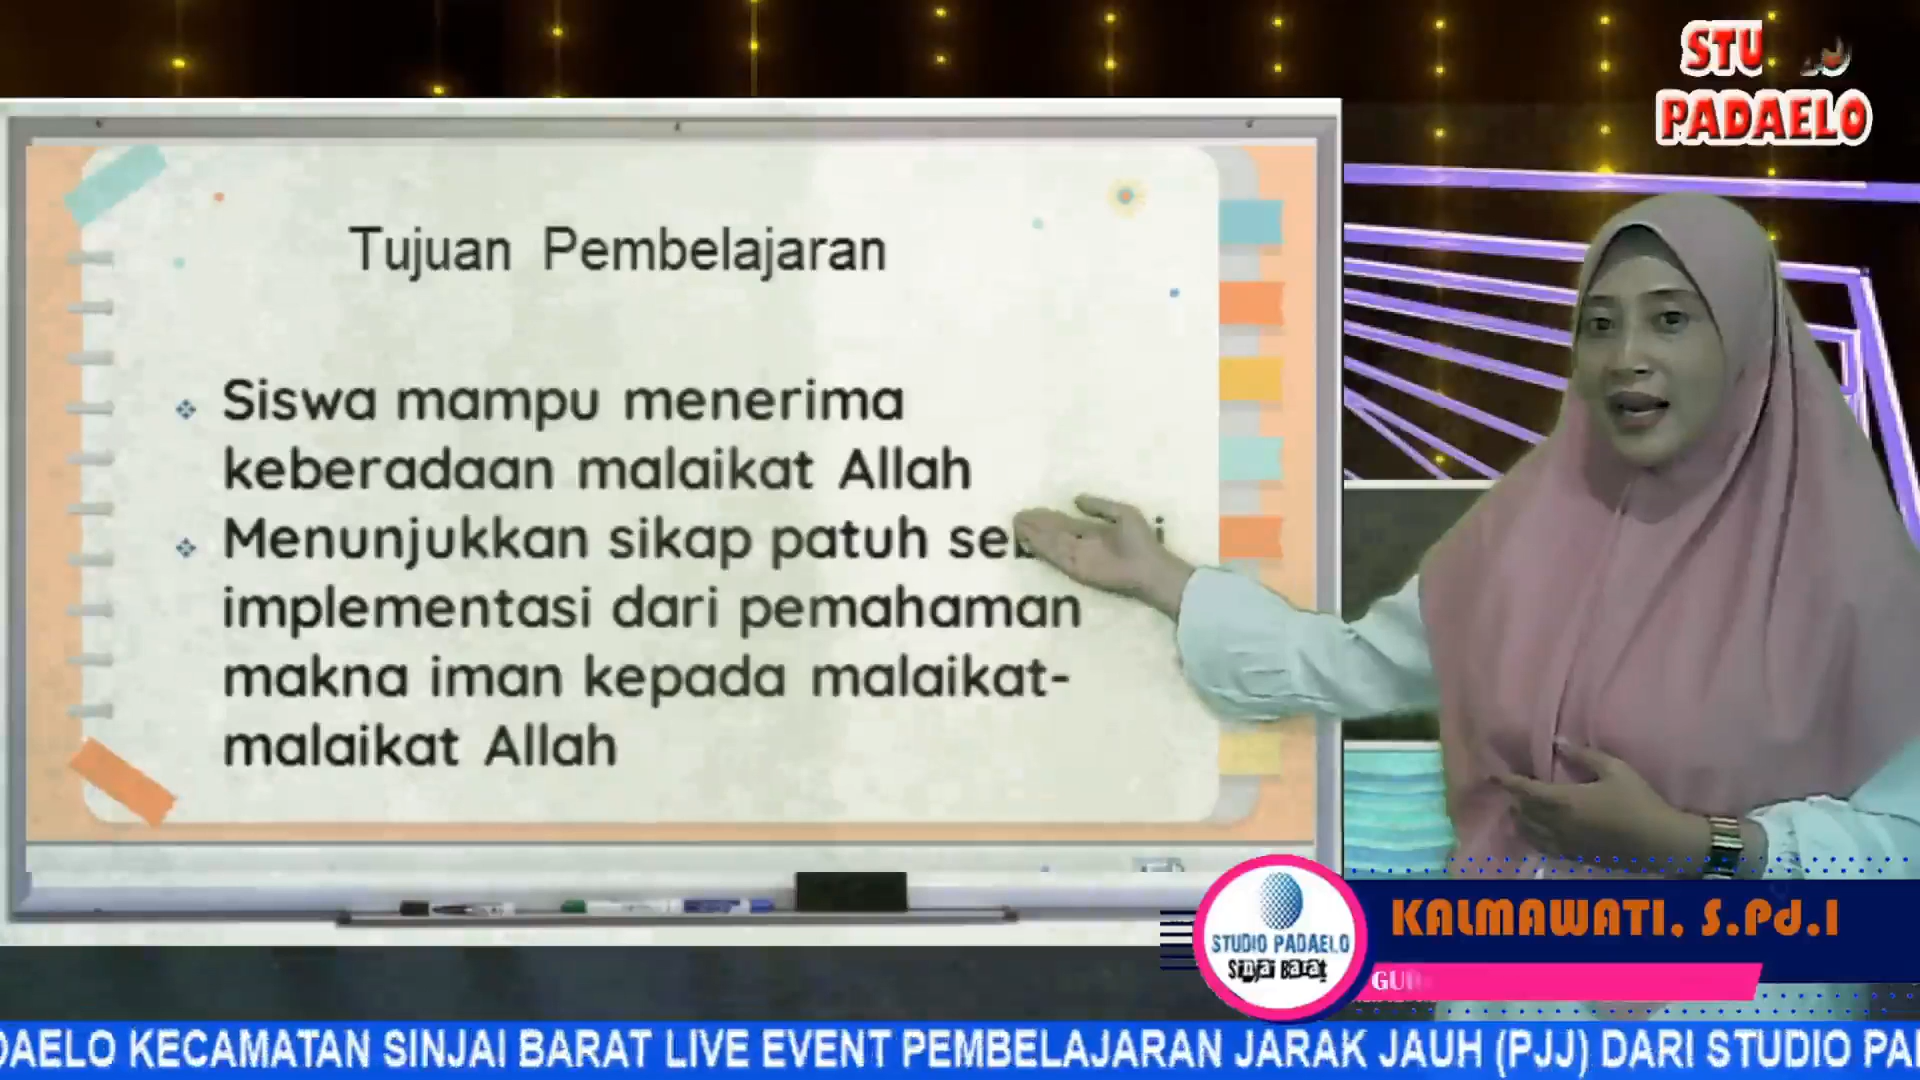 STU
PADAELO
Tujuan Pembelajaran
Siswa mampu menerima
keberadaan malaikat Allah
Menunjukkan sikap patuh
implementasi dari pemahaman
makna iman kepada malaikat-
malaikat Allah
STUDIO PADAELO
Sinjai Barat
KALMAWATI, S.Pd.I
DAELO KECAMATAN SINJAI BARAT LIVE EVENT PEMBELAJARAN JARAK JAUH (PJJ) DARI STUDIO